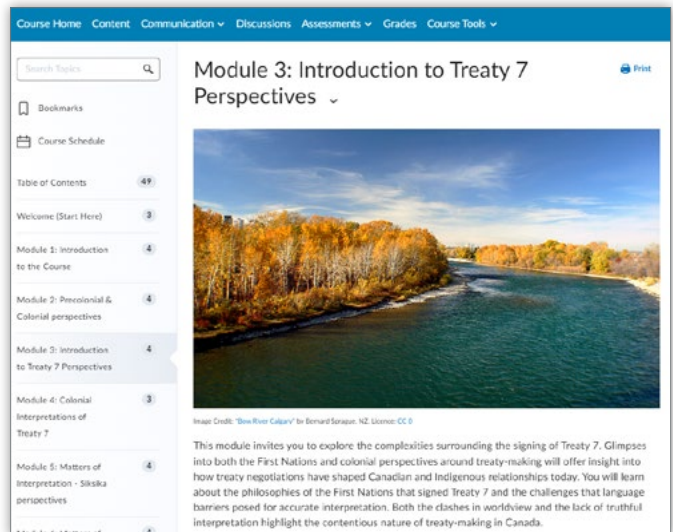 Course Home Content Communication Discussions Assessments Grades Course Tools
Search Topics
Bookmarks
Course Schedule
Table of Contents 49
Welcome (Start Here) 3
Module 1: Introduction 4
to the Course
Module 2: Precolonial & 4
Colonial perspectives
Module 3: Introduction 4
to Treaty 7 Perspectives
Module 4: Colonial 3
Interpretations of
Treaty 7
Module 5: Matters of 4
Interpretation - Siksika
perspectives
Module 3: Introduction to Treaty 7
Perspectives
Print
Image Credit: "Bow River Calgary" by Bernard Spragg. NZ. Licence: CC 0
This module invites you to explore the complexities surrounding the signing of Treaty 7. Glimpses
into both the First Nations and colonial perspectives around treaty-making will offer insight into
how treaty negotiations have shaped Canadian and Indigenous relationships today. You will learn
about the philosophies of the First Nations that signed Treaty 7 and the challenges that language
barriers posed for accurate interpretation. Both the clashes in worldview and the lack of truthful
interpretation highlight the contentious nature of treaty-making in Canada.